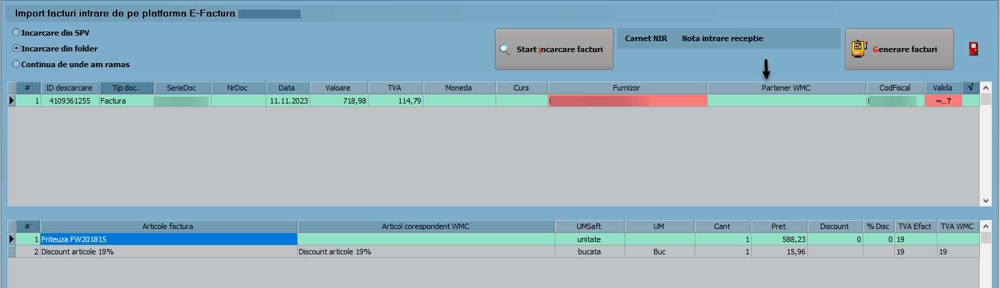 Import facturi intrare de pe platforma E-Factura
Incarcare din SPV
Incarcare din folder
Continua de unde am ramas
Start incarcare facturi
Carnet NIR Nota intrare receptie
Generare facturi
# ID descarcare Tip doc. SerieDoc NrDoc Data Valoare TVA Moneda Curs Furnizor Partener WMC CodFiscal Valida √
1 4109361255 Factura 11.11.2023 718,98 114,79 =..?
# Articole factura Articol corespondent WMC UMSaft UM Cant Pret Discount % Disc TVA Efact TVA WMC
1 Friteuza FW201815 unitate 1 588,23 0 0 19
2 Discount articole 19% Discount articole 19% bucata Buc 1 15,96 19 19